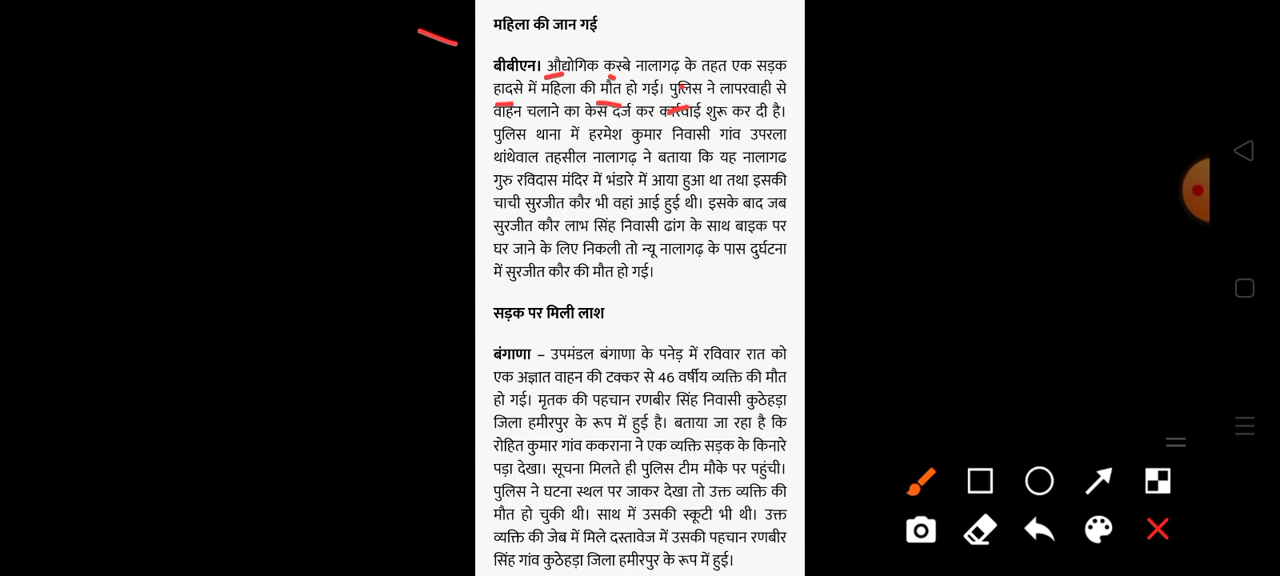 महिला की जान गई
बीबीएन। औद्योगिक कस्बे नालागढ़ के तहत एक सड़क
हादसे में महिला की मौत हो गई। पुलिस ने लापरवाही से
वाहन चलाने का केस दर्ज कर कार्रवाई शुरू कर दी है।
पुलिस थाना में हरमेश कुमार निवासी गांव उपरला
थांथेवाल तहसील नालागढ़ ने बताया कि यह नालागढ
गुरु रविदास मंदिर में भंडारे में आया हुआ था तथा इसकी
चाची सुरजीत कौर भी वहां आई हुई थी। इसके बाद जब
सुरजीत कौर लाभ सिंह निवासी ढांग के साथ बाइक पर
घर जाने के लिए निकली तो न्यू नालागढ़ के पास दुर्घटना
में सुरजीत कौर की मौत हो गई।
सड़क पर मिली लाश
बंगाणा – उपमंडल बंगाणा के पनेड़ में रविवार रात को
एक अज्ञात वाहन की टक्कर से 46 वर्षीय व्यक्ति की मौत
हो गई। मृतक की पहचान रणबीर सिंह निवासी कुठेहड़ा
जिला हमीरपुर के रूप में हुई है। बताया जा रहा है कि
रोहित कुमार गांव ककराना ने एक व्यक्ति सड़क के किनारे
पड़ा देखा। सूचना मिलते ही पुलिस टीम मौके पर पहुंची।
पुलिस ने घटना स्थल पर जाकर देखा तो उक्त व्यक्ति की
मौत हो चुकी थी। साथ में उसकी स्कूटी भी थी। उक्त
व्यक्ति की जेब में मिले दस्तावेज में उसकी पहचान रणबीर
सिंह गांव कुठेहड़ा जिला हमीरपुर के रूप में हुई।